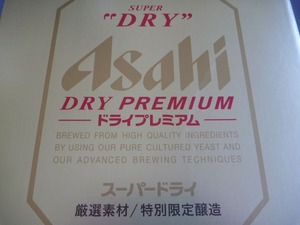 SUPER
"DRY"
Asahi
DRY PREMIUM
ドライプレミアム
BREWED FROM HIGH QUALITY INGREDIENTS
BY USING OUR PURE CULTURED YEAST AND
OUR ADVANCED BREWING TECHNIQUES
スーパードライ
厳選素材/特別限定醸造